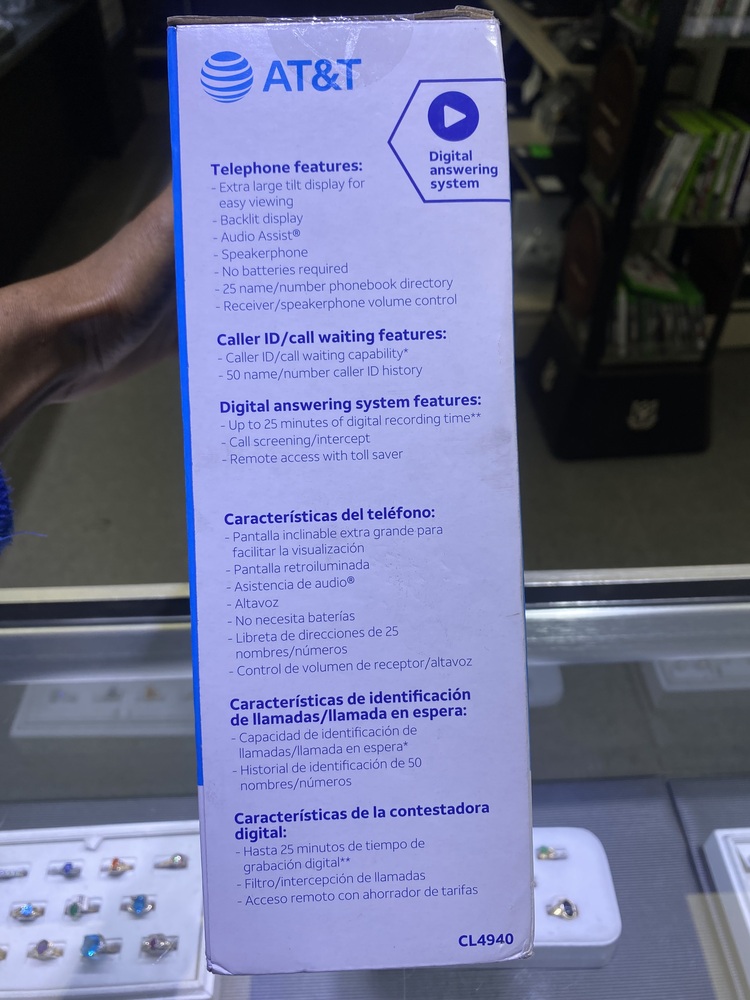 AT&T
Digital
answering
system
Telephone features:
- Extra large tilt display for
easy viewing
- Backlit display
- Audio Assist®
- Speakerphone
- No batteries required
- 25 name/number phonebook directory
- Receiver/speakerphone volume control
Caller ID/call waiting features:
- Caller ID/call waiting capability*
- 50 name/number caller ID history
Digital answering system features:
- Up to 25 minutes of digital recording time**
- Call screening/intercept
- Remote access with toll saver
Características del teléfono:
- Pantalla inclinable extra grande para
facilitar la visualización
- Pantalla retroiluminada
- Asistencia de audio®
- Altavoz
- No necesita baterías
- Libreta de direcciones de 25
nombres/números
- Control de volumen de receptor/altavoz
Características de identificación
de llamadas/llamada en espera:
- Capacidad de identificación de
llamadas/llamada en espera*
- Historial de identificación de 50
nombres/números
Características de la contestadora
digital:
- Hasta 25 minutos de tiempo de
grabación digital**
- Filtro/intercepción de llamadas
- Acceso remoto con ahorrador de tarifas
CL4940